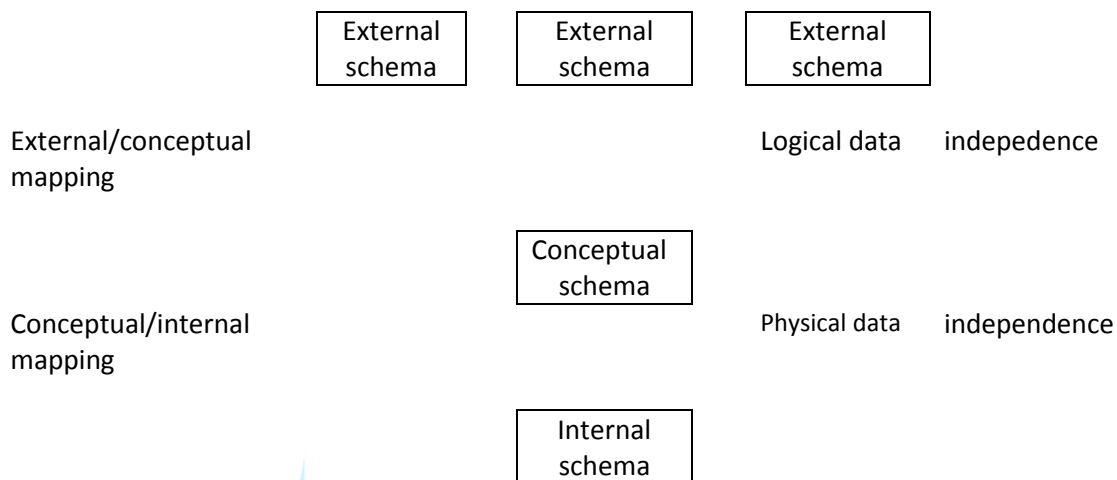 External schema
External schema
External schema
External/conceptual mapping
Logical data indepedence
Conceptual schema
Conceptual/internal mapping
Physical data independence
Internal schema